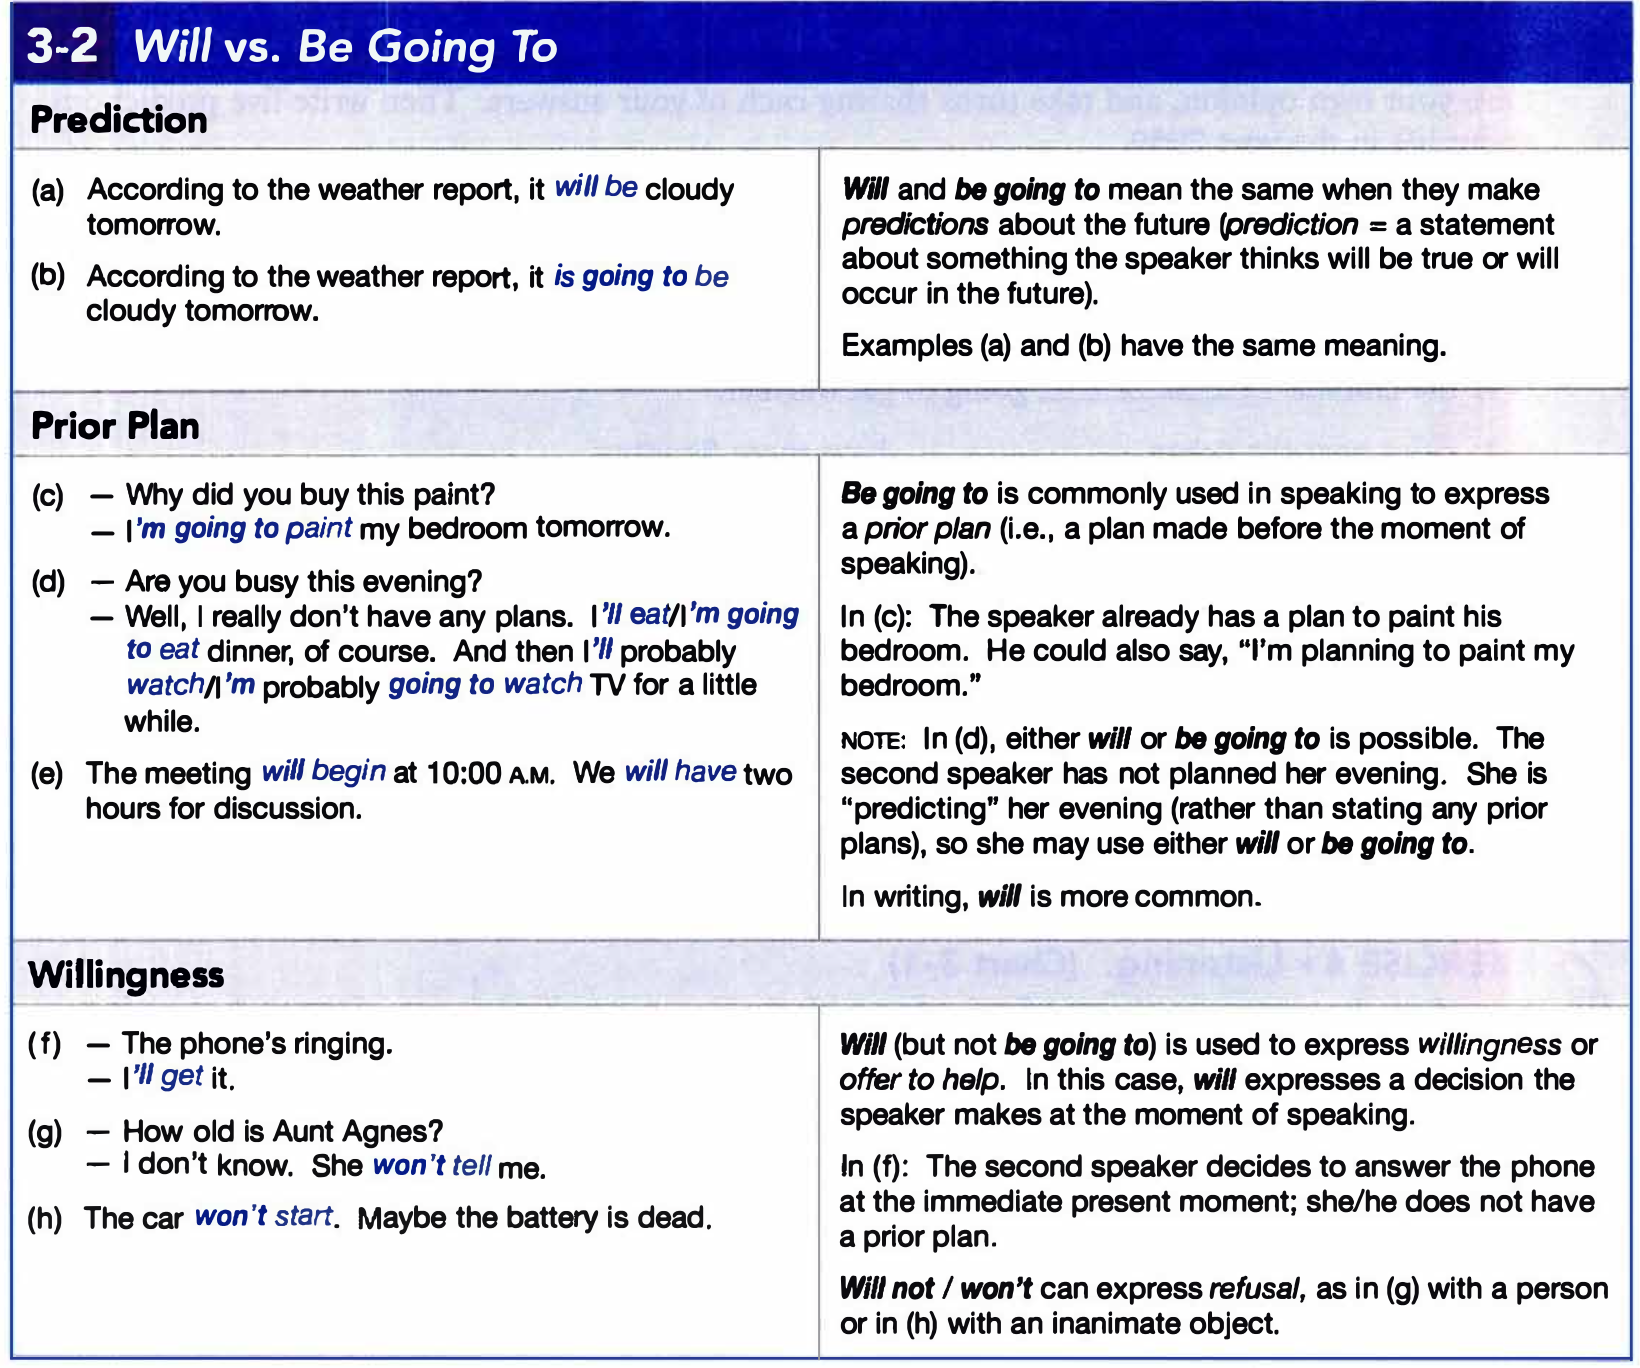 3-2 Will vs. Be Going To
Prediction
(a) According to the weather report, it will be cloudy
tomorrow.
(b) According to the weather report, it is going to be
cloudy tomorrow.
Will and be going to mean the same when they make
predictions about the future (prediction = a statement
about something the speaker thinks will be true or will
occur in the future).
Examples (a) and (b) have the same meaning.
Prior Plan
(c) — Why did you buy this paint?
— I'm going to paint my bedroom tomorrow.
(d) — Are you busy this evening?
— Well, I really don't have any plans. I'll eat/I'm going
to eat dinner, of course. And then I'll probably
watch/I'm probably going to watch TV for a little
while.
(e) The meeting will begin at 10:00 A.M. We will have two
hours for discussion.
Be going to is commonly used in speaking to express
a prior plan (i.e., a plan made before the moment of
speaking).
In (c): The speaker already has a plan to paint his
bedroom. He could also say, "I'm planning to paint my
bedroom."
NOTE: In (d), either will or be going to is possible. The
second speaker has not planned her evening. She is
"predicting" her evening (rather than stating any prior
plans), so she may use either will or be going to.
In writing, will is more common.
Willingness
(f) — The phone's ringing.
— I'll get it.
(g) — How old is Aunt Agnes?
— I don't know. She won't tell me.
(h) The car won't start. Maybe the battery is dead.
Will (but not be going to) is used to express willingness or
offer to help. In this case, will expresses a decision the
speaker makes at the moment of speaking.
In (f): The second speaker decides to answer the phone
at the immediate present moment; she/he does not have
a prior plan.
Will not / won't can express refusal, as in (g) with a person
or in (h) with an inanimate object.